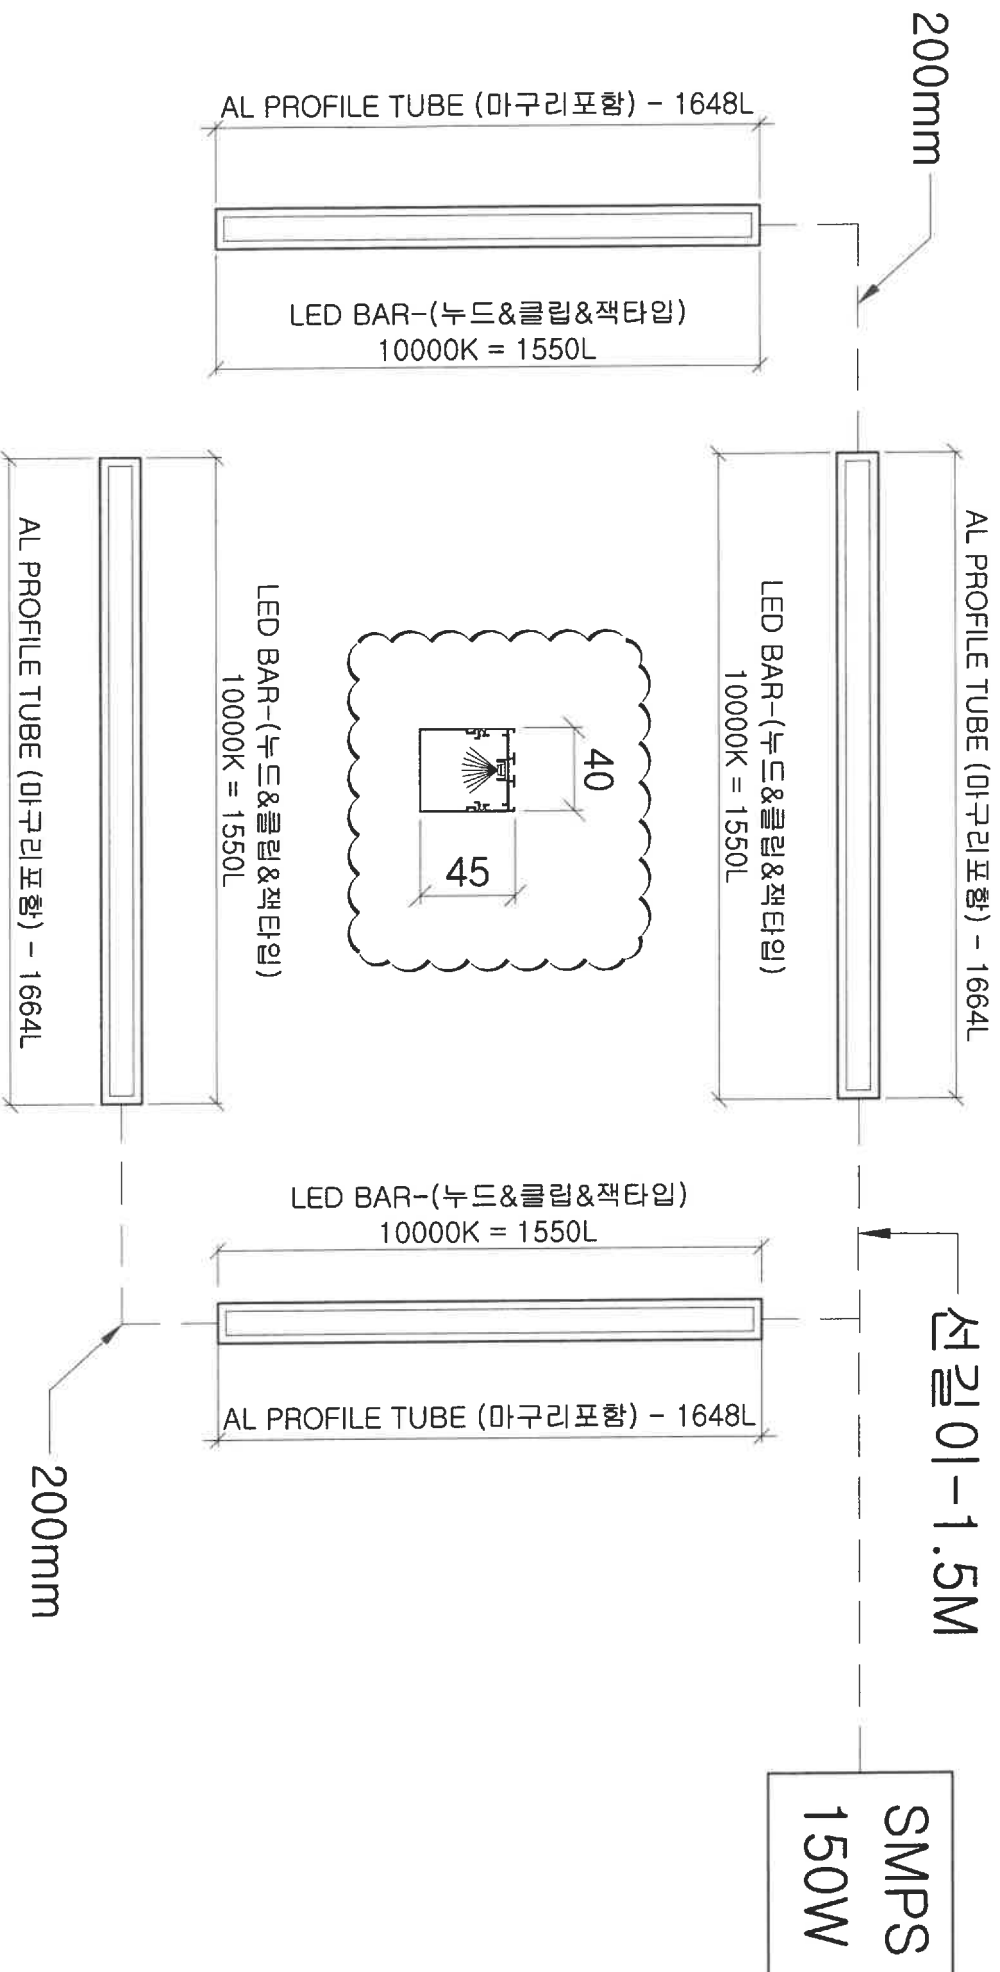 200mm
AL PROFILE TUBE (마구리포함) - 1648L
LED BAR-(누드&클립&잭타입)
10000K = 1550L
AL PROFILE TUBE (마구리포함) - 1664L
LED BAR-(누드&클립&잭타입)
10000K = 1550L
40
45
LED BAR-(누드&클립&잭타입)
10000K = 1550L
AL PROFILE TUBE (마구리포함) - 1664L
LED BAR-(누드&클립&잭타입)
10000K = 1550L
AL PROFILE TUBE (마구리포함) - 1648L
선길이-1.5M
200mm
SMPS
150W